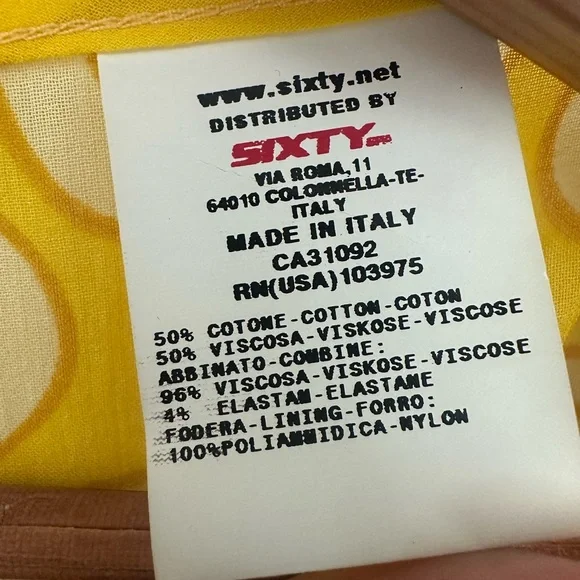 www.sixty.net
DISTRIBUTED BY
SIXTY
VIA ROMA,11
64010 COLONNELLA-TE-
ITALY
MADE IN ITALY
CA31092
RN(USA)103975
50% COTONE-COTTON-COTON
50% VISCOSA-VISKOSE-VISCOSE
ABBINATO-COMBINE:
96% VISCOSA-VISKOSE-VISCOSE
4% ELASTAM-ELASTANE
FODERA-LINING-FORRO:
100%POLIAMMIDICA-NYLON